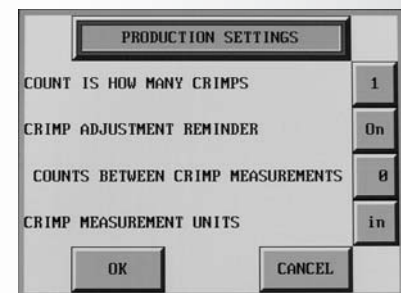 PRODUCTION SETTINGS
COUNT IS HOW MANY CRIMPS 1
CRIMP ADJUSTMENT REMINDER On
COUNTS BETWEEN CRIMP MEASUREMENTS 0
CRIMP MEASUREMENT UNITS in
OK CANCEL